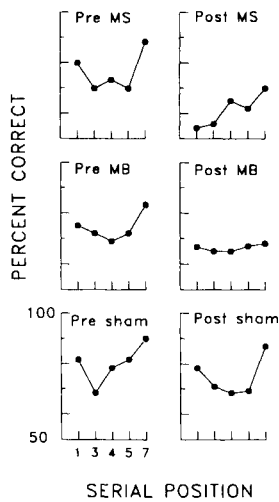 Pre MS
Post MS
Pre MB
Post MB
PERCENT CORRECT
100
Pre sham
Post sham
50
1 3 4 5 7
SERIAL POSITION